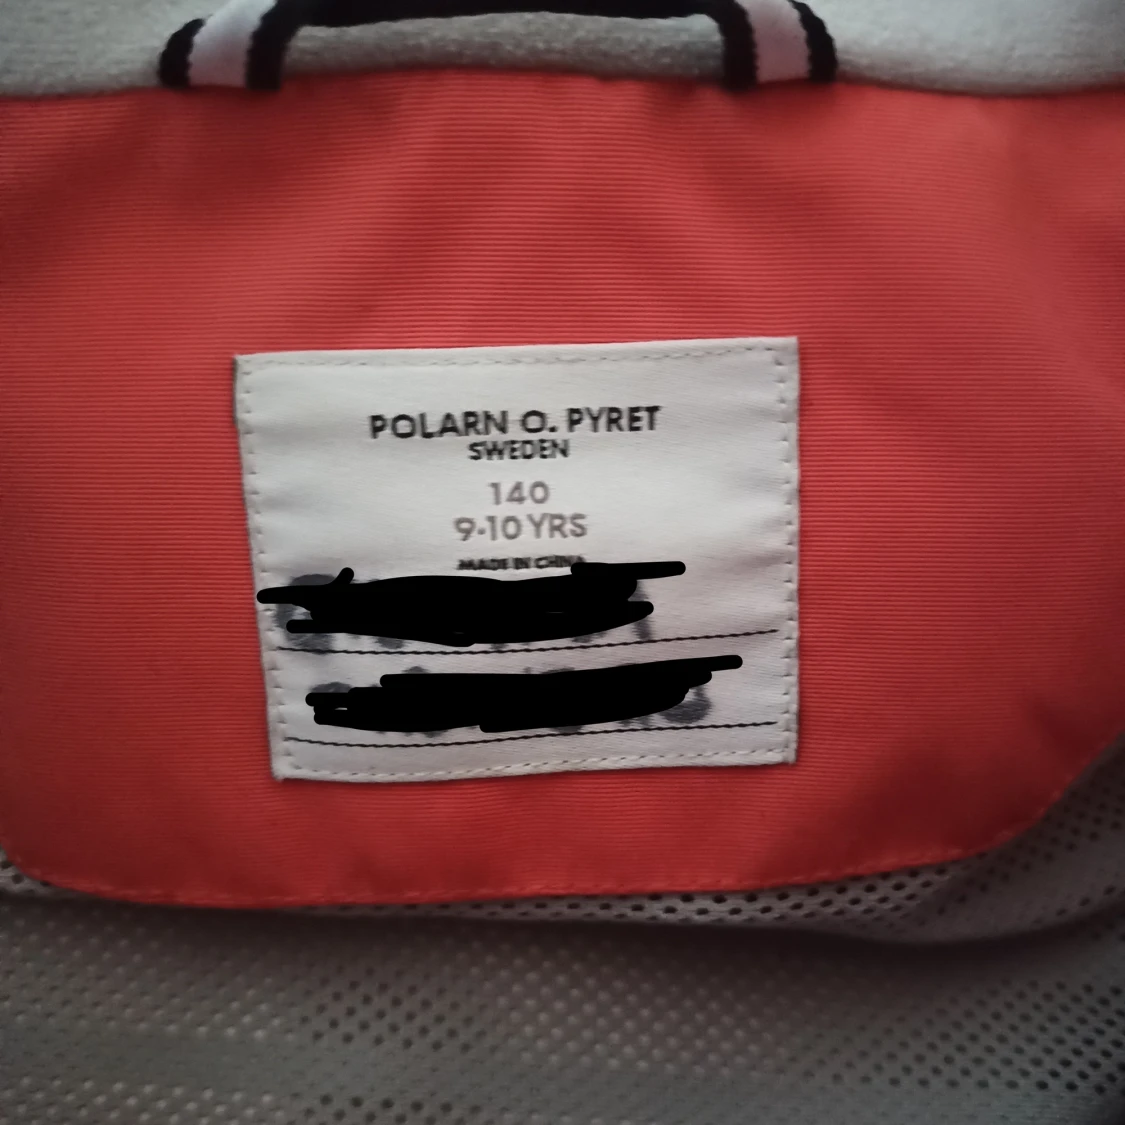 POLARN O. PYRET
SWEDEN
140
9-10 YRS
MADE IN CHINA